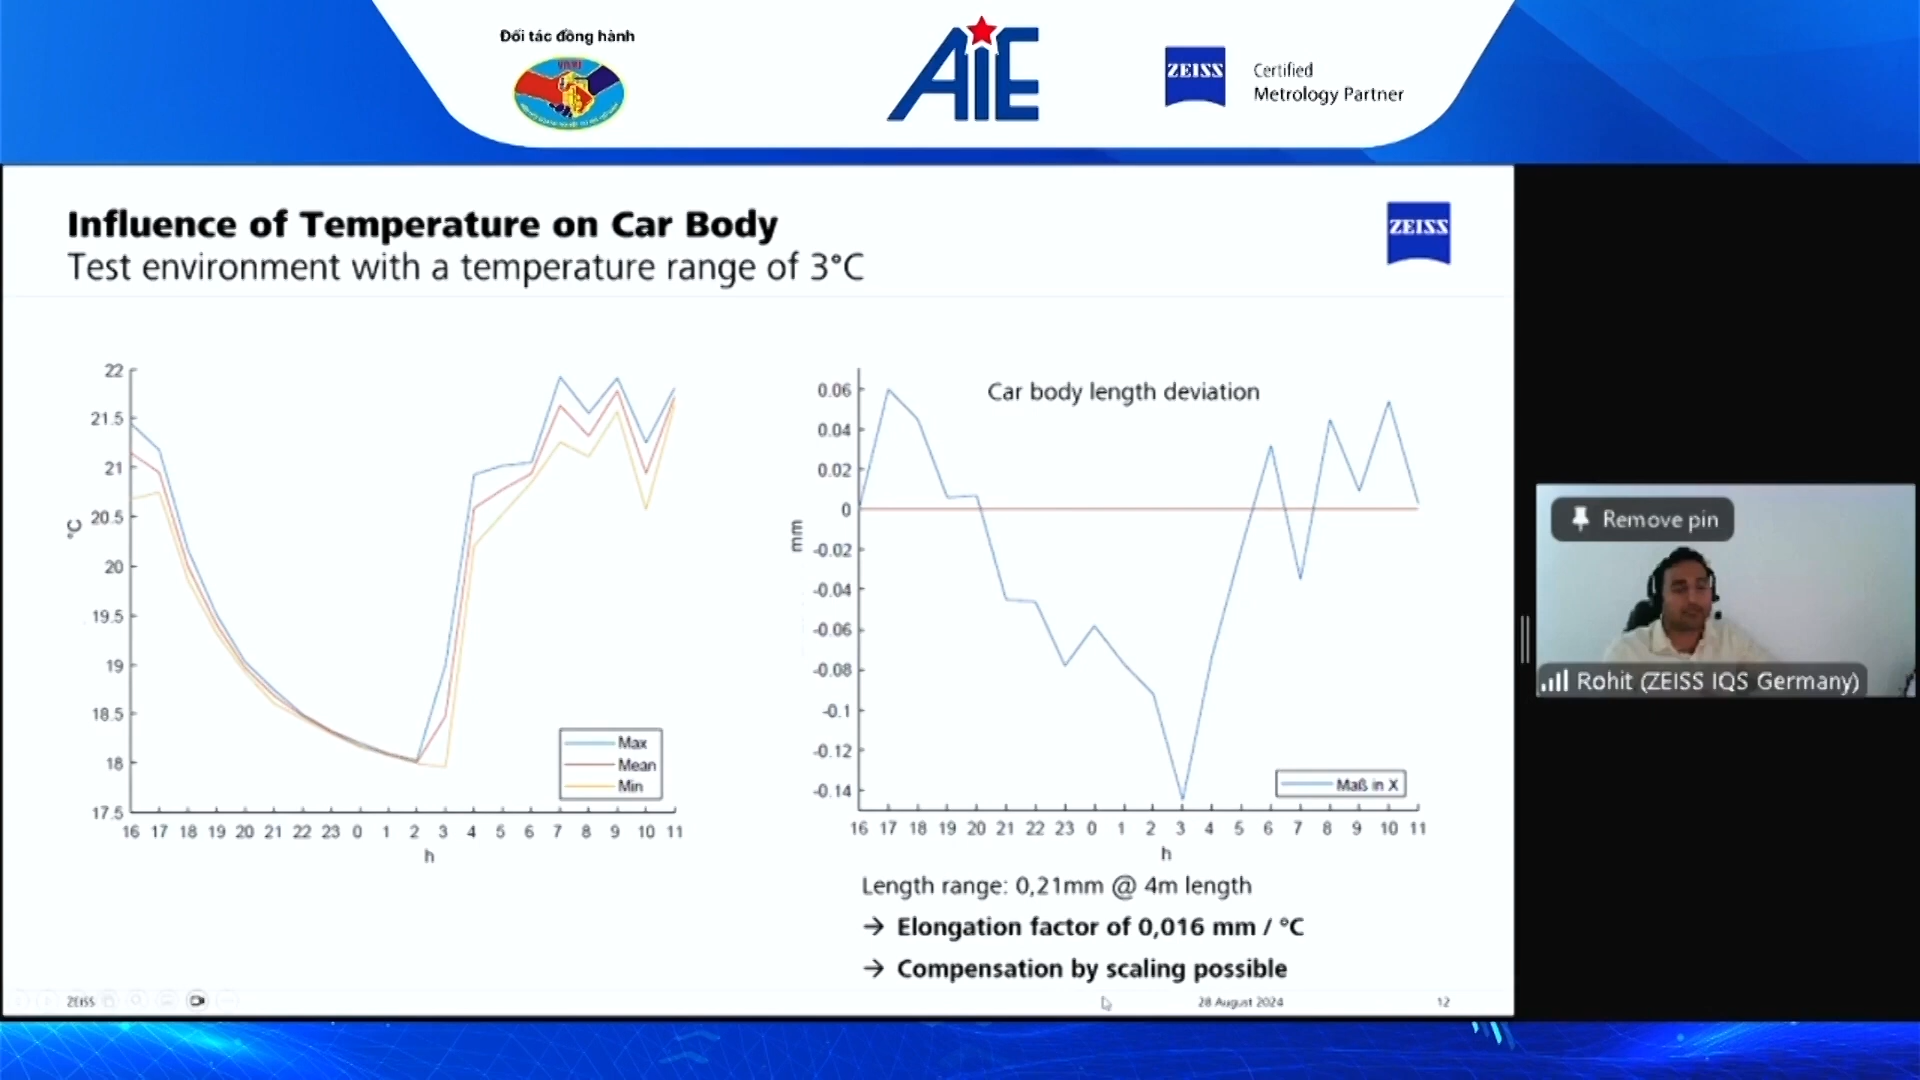 Đối tác đồng hành
AiE
ZEISS
Certified
Metrology Partner
Influence of Temperature on Car Body
Test environment with a temperature range of 3°C
ZEISS
22
21.5
21
20.5
20
19.5
19
18.5
18
17.5
°C
16 17 18 19 20 21 22 23 0 1 2 3 4 5 6 7 8 9 10 11
h
Max
Mean
Min
Car body length deviation
0.06
0.04
0.02
0
-0.02
-0.04
-0.06
-0.08
-0.1
-0.12
-0.14
mm
16 17 18 19 20 21 22 23 0 1 2 3 4 5 6 7 8 9 10 11
h
Maß in X
Length range: 0,21mm @ 4m length
→ Elongation factor of 0,016 mm / °C
→ Compensation by scaling possible
ZEISS
28 August 2024
12
Remove pin
Rohit (ZEISS IQS Germany)